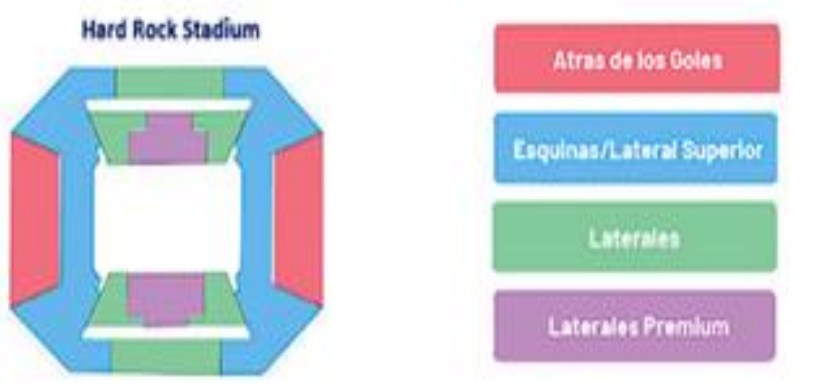 Hard Rock Stadium
Atras de los Goles
Esquinas/Lateral Superior
Laterales
Laterales Premium